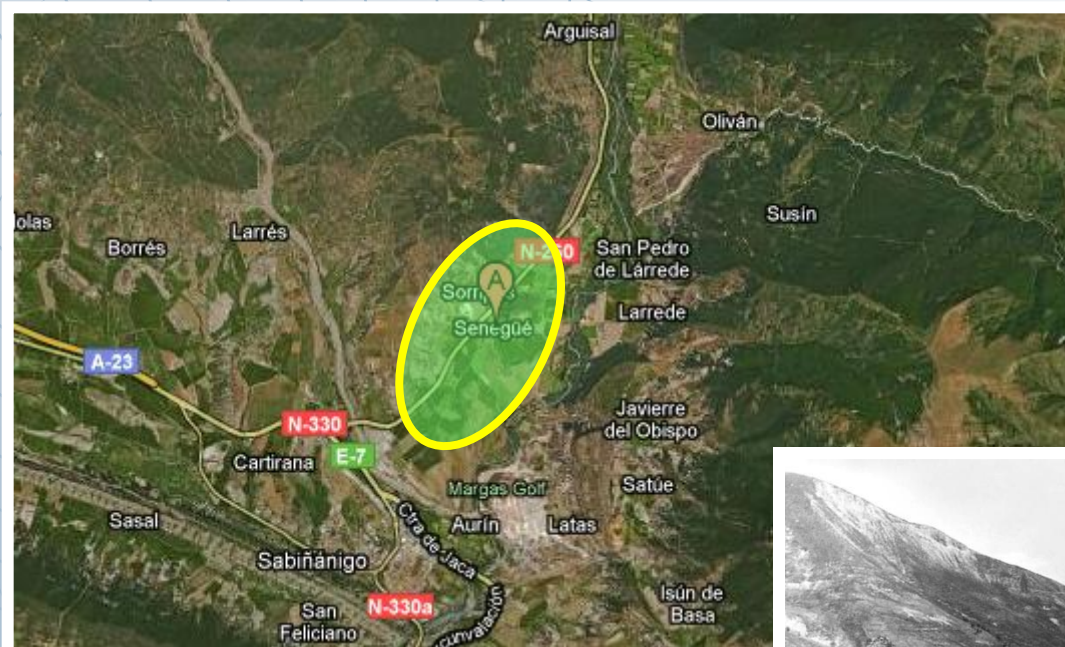 Arguisal
Oliván
Susín
Larrés
Borrés
N-260
San Pedro
de Lárrede
A
Senegüé
Larrede
A-23
Javierre
del Obispo
N-330
E-7
Cartirana
Margas Golf
Satúe
Sasal
Aurín
Latas
Ctra de Jaca
Sabiñánigo
Isún de
Basa
N-330a
San
Feliciano